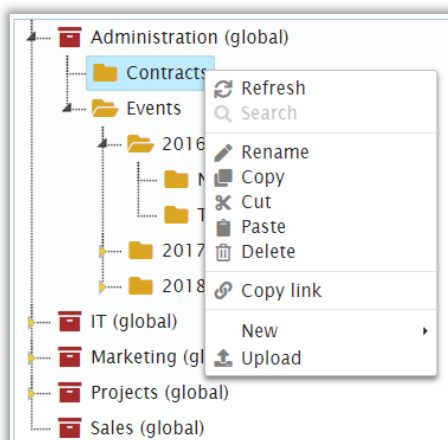 Administration (global)
Contracts
Events
2016
N
T
2017
2018
IT (global)
Marketing (gl
Projects (global)
Sales (global)
Refresh
Search
Rename
Copy
Cut
Paste
Delete
Copy link
New
Upload